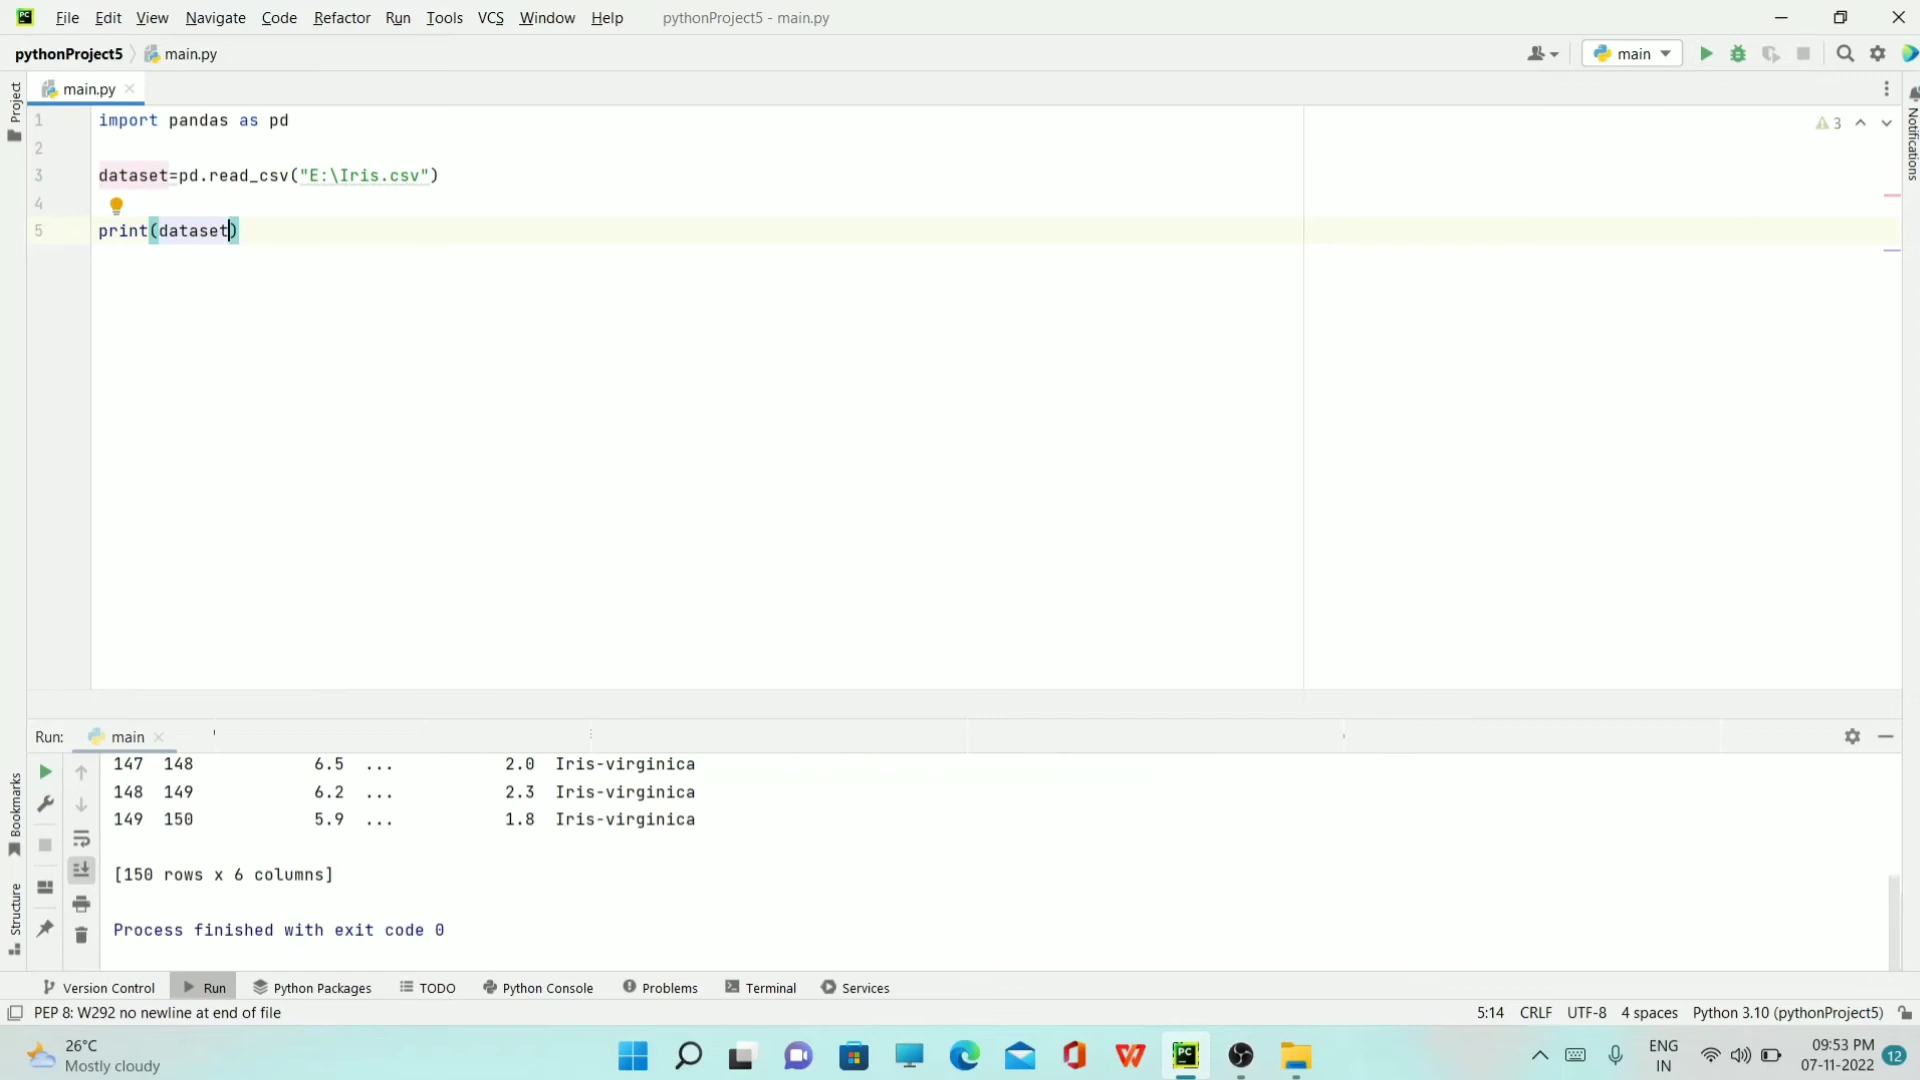 File Edit View Navigate Code Refactor Run Tools VCS Window Help pythonProject5 - main.py
pythonProject5 main.py main
Project main.py
1 import pandas as pd 3
2
3 dataset=pd.read_csv("E:\Iris.csv")
4
5 print(dataset)
Notifications
Run: main
147 148 6.5 ... 2.0 Iris-virginica
148 149 6.2 ... 2.3 Iris-virginica
149 150 5.9 ... 1.8 Iris-virginica
[150 rows x 6 columns]
Process finished with exit code 0
Bookmarks
Structure
Version Control Run Python Packages TODO Python Console Problems Terminal Services
PEP 8: W292 no newline at end of file 5:14 CRLF UTF-8 4 spaces Python 3.10 (pythonProject5)
26°C ENG 09:53 PM
Mostly cloudy IN 07-11-2022 12